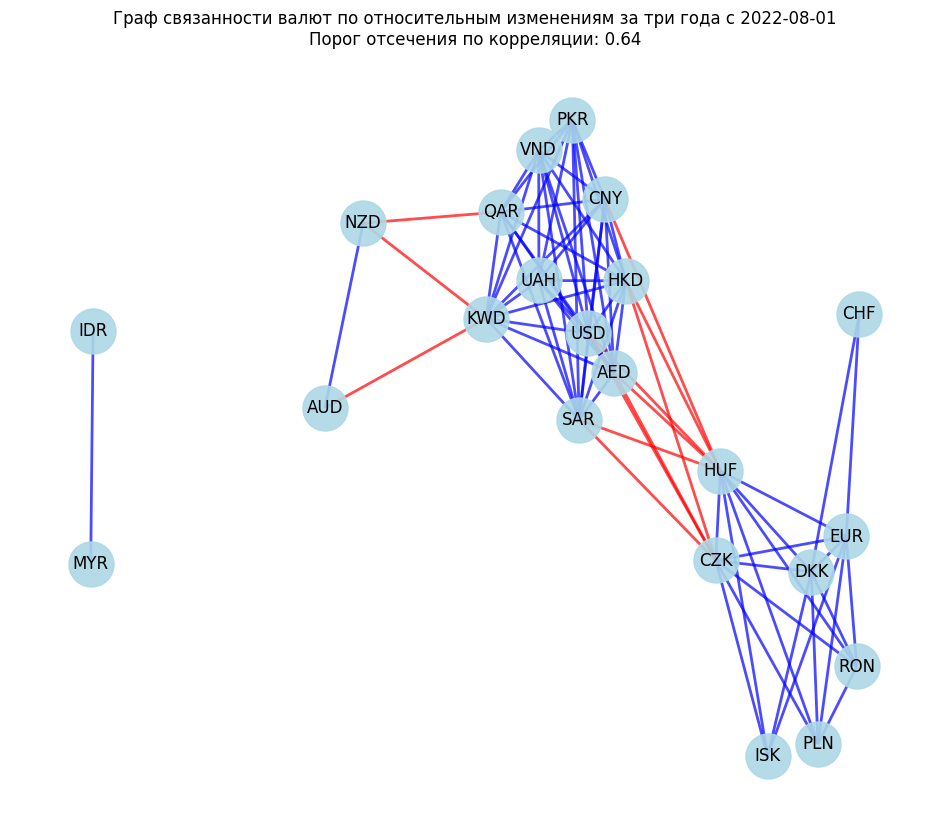 Граф связанности валют по относительным изменениям за три года с 2022-08-01
Порог отсечения по корреляции: 0.64
PKR
VND
CNY
QAR
NZD
UAH
HKD
CHF
KWD
IDR
USD
AED
AUD
SAR
HUF
EUR
CZK
MYR
DKK
RON
PLN
ISK